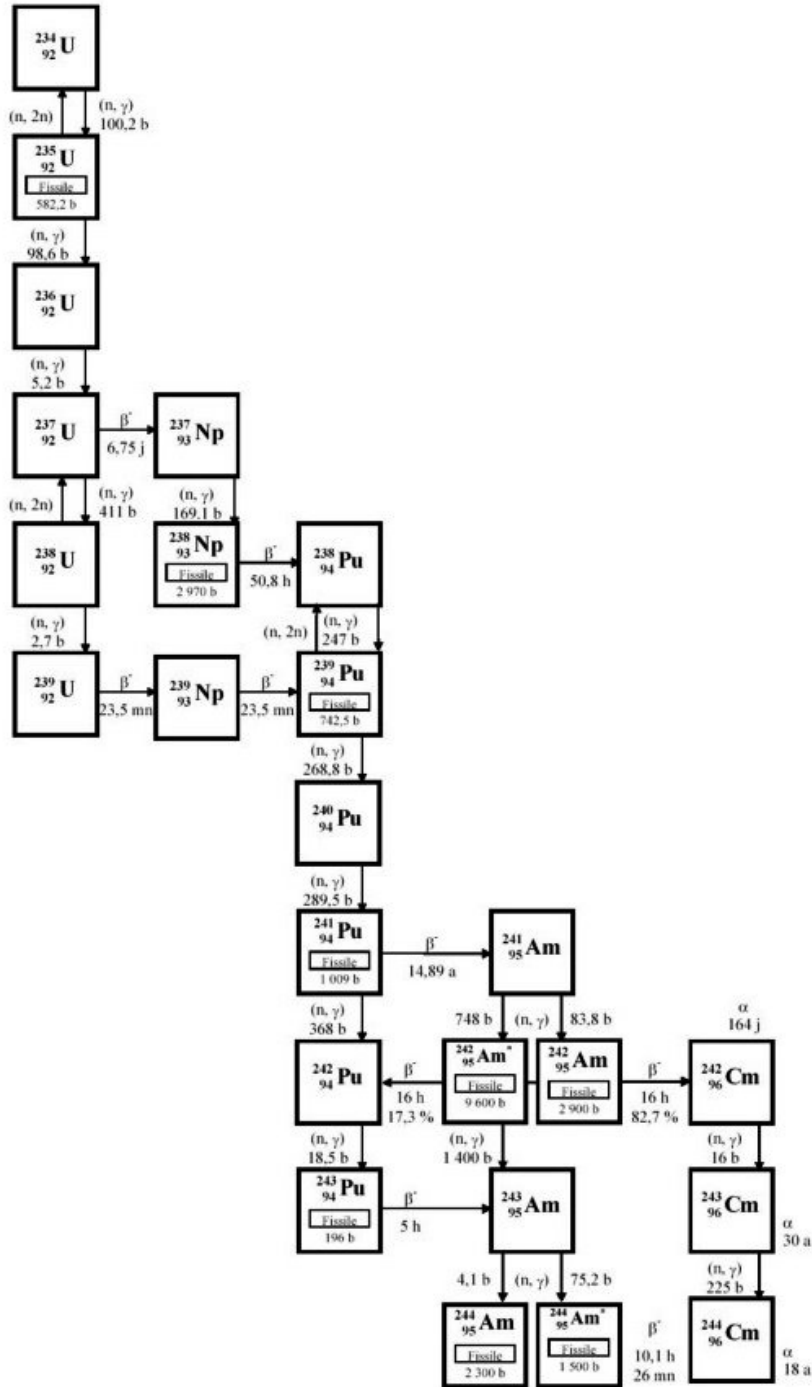 234 92 U
(n, 2n) (n, γ) 100,2 b
235 92 U
Fissile
582,2 b
(n, γ)
98,6 b
236 92 U
(n, γ)
5,2 b
237 92 U β- 6,75 j 237 93 Np
(n, 2n) (n, γ) 411 b (n, γ) 169.1 b
238 92 U 238 93 Np β- 50,8 h 238 94 Pu
Fissile
2 970 b
(n, γ)
2,7 b
(n, 2n) (n, γ) 247 b
239 92 U β- 23,5 mn 239 93 Np β- 23,5 mn 239 94 Pu
Fissile
742,5 b
(n, γ)
268,8 b
240 94 Pu
(n, γ)
289,5 b
241 94 Pu β- 14,89 a 241 95 Am
Fissile
1 009 b
(n, γ)
368 b
748 b (n, γ) 83,8 b
α
164 j
242 94 Pu β- 16 h 17,3 % 242 95 Am* 242 95 Am β- 16 h 82,7 % 242 96 Cm
Fissile
9 600 b
Fissile
2 900 b
(n, γ)
18,5 b
(n, γ)
1 400 b
(n, γ)
16 b
243 94 Pu β- 5 h 243 95 Am 243 96 Cm
Fissile
196 b
α
30 a
4,1 b (n, γ) 75,2 b
(n, γ)
225 b
244 95 Am 244 95 Am* β- 244 96 Cm
Fissile
2 300 b
Fissile
1 500 b
10,1 h
26 mn
α
18 a